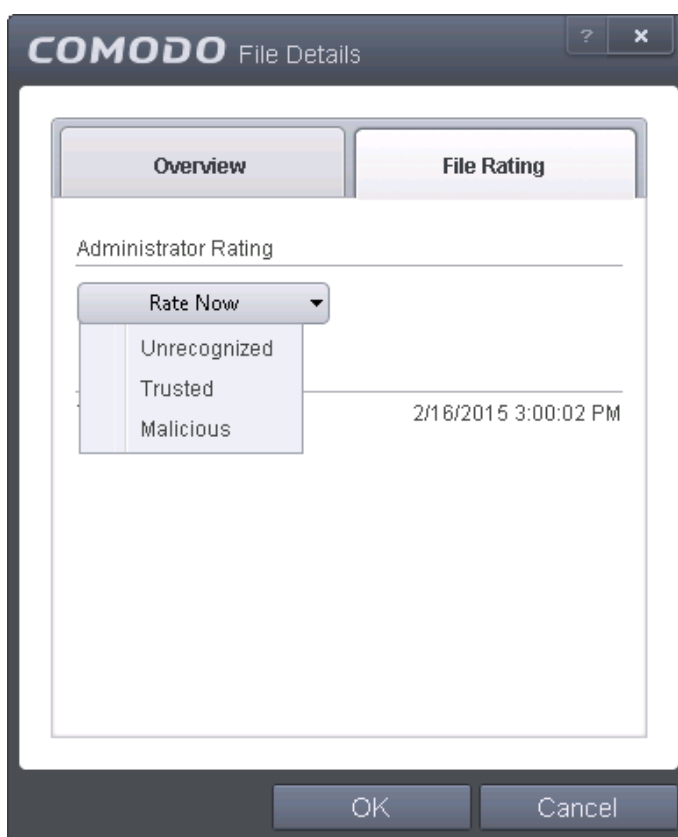 COMODO File Details
?
x
Overview
File Rating
Administrator Rating
Rate Now
Unrecognized
Trusted
Malicious
2/16/2015 3:00:02 PM
OK
Cancel